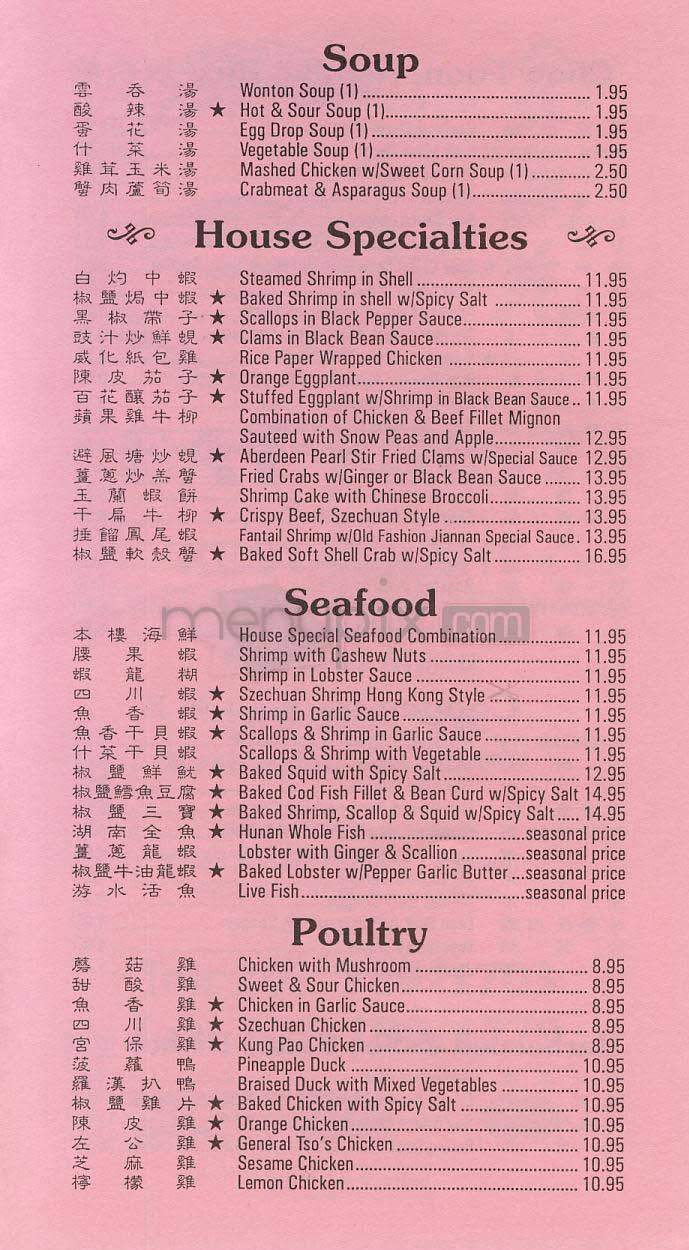 Soup
雲吞湯 Wonton Soup (1) 1.95
酸辣湯 ★ Hot & Sour Soup (1) 1.95
蛋花湯 Egg Drop Soup (1) 1.95
什菜湯 Vegetable Soup (1) 1.95
雞茸玉米湯 Mashed Chicken w/Sweet Corn Soup (1) 2.50
蟹肉蘆筍湯 Crabmeat & Asparagus Soup (1) 2.50
House Specialties
白灼中蝦 Steamed Shrimp in Shell 11.95
椒鹽焗中蝦 ★ Baked Shrimp in shell w/Spicy Salt 11.95
黑椒帶子 ★ Scallops in Black Pepper Sauce 11.95
豉汁炒鮮蜆 ★ Clams in Black Bean Sauce 11.95
威化紙包雞 Rice Paper Wrapped Chicken 11.95
陳皮茄子 ★ Orange Eggplant 11.95
百花釀茄子 ★ Stuffed Eggplant w/Shrimp in Black Bean Sauce 11.95
蘋果雞牛柳 Combination of Chicken & Beef Fillet Mignon
Sauteed with Snow Peas and Apple 12.95
避風塘炒蜆 ★ Aberdeen Pearl Stir Fried Clams w/Special Sauce 12.95
薑蔥炒羔蟹 Fried Crabs w/Ginger or Black Bean Sauce 13.95
玉蘭蝦餅 Shrimp Cake with Chinese Broccoli 13.95
干扁牛柳 ★ Crispy Beef, Szechuan Style 13.95
捶餾鳳尾蝦 Fantail Shrimp w/Old Fashion Jiannan Special Sauce 13.95
椒鹽軟殼蟹 ★ Baked Soft Shell Crab w/Spicy Salt 16.95
menupix.com
Seafood
本樓海鮮 House Special Seafood Combination 11.95
腰果蝦 Shrimp with Cashew Nuts 11.95
蝦龍糊 Shrimp in Lobster Sauce 11.95
四川蝦 ★ Szechuan Shrimp Hong Kong Style 11.95
魚香蝦 ★ Shrimp in Garlic Sauce 11.95
魚香干貝蝦 ★ Scallops & Shrimp in Garlic Sauce 11.95
什菜干貝蝦 Scallops & Shrimp with Vegetable 11.95
椒鹽鮮魷 ★ Baked Squid with Spicy Salt 12.95
椒鹽鱈魚豆腐 ★ Baked Cod Fish Fillet & Bean Curd w/Spicy Salt 14.95
椒鹽三寶 ★ Baked Shrimp, Scallop & Squid w/Spicy Salt 14.95
湖南全魚 ★ Hunan Whole Fish seasonal price
薑蔥龍蝦 Lobster with Ginger & Scallion seasonal price
椒鹽牛油龍蝦 ★ Baked Lobster w/Pepper Garlic Butter seasonal price
游水活魚 Live Fish seasonal price
Poultry
蘑菇雞 Chicken with Mushroom 8.95
甜酸雞 Sweet & Sour Chicken 8.95
魚香雞 ★ Chicken in Garlic Sauce 8.95
四川雞 ★ Szechuan Chicken 8.95
宮保雞 ★ Kung Pao Chicken 8.95
菠蘿鴨 Pineapple Duck 10.95
羅漢扒鴨 Braised Duck with Mixed Vegetables 10.95
椒鹽雞片 ★ Baked Chicken with Spicy Salt 10.95
陳皮雞 ★ Orange Chicken 10.95
左公雞 ★ General Tso's Chicken 10.95
芝麻雞 Sesame Chicken 10.95
檸檬雞 Lemon Chicken 10.95